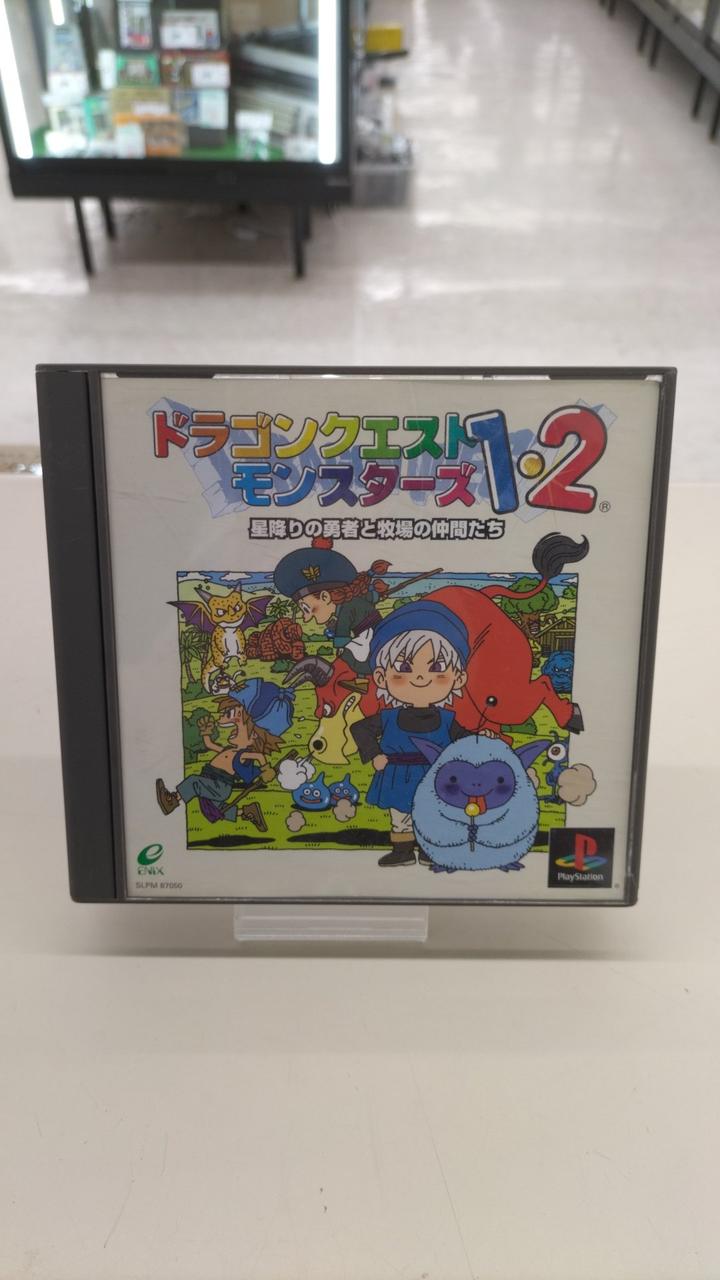 ドラゴンクエスト
モンスターズ1・2
®
星降りの勇者と牧場の仲間たち
ENIX
SLPM 87050
PlayStation
®